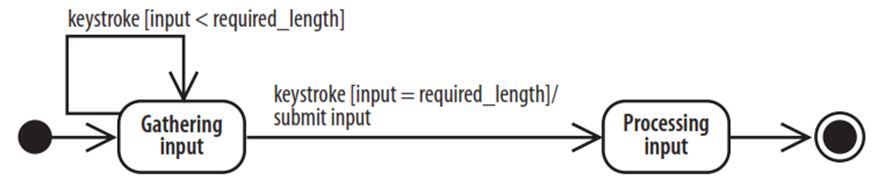 keystroke [input < required_length]
keystroke [input = required_length]/
submit input
Gathering
input
Processing
input